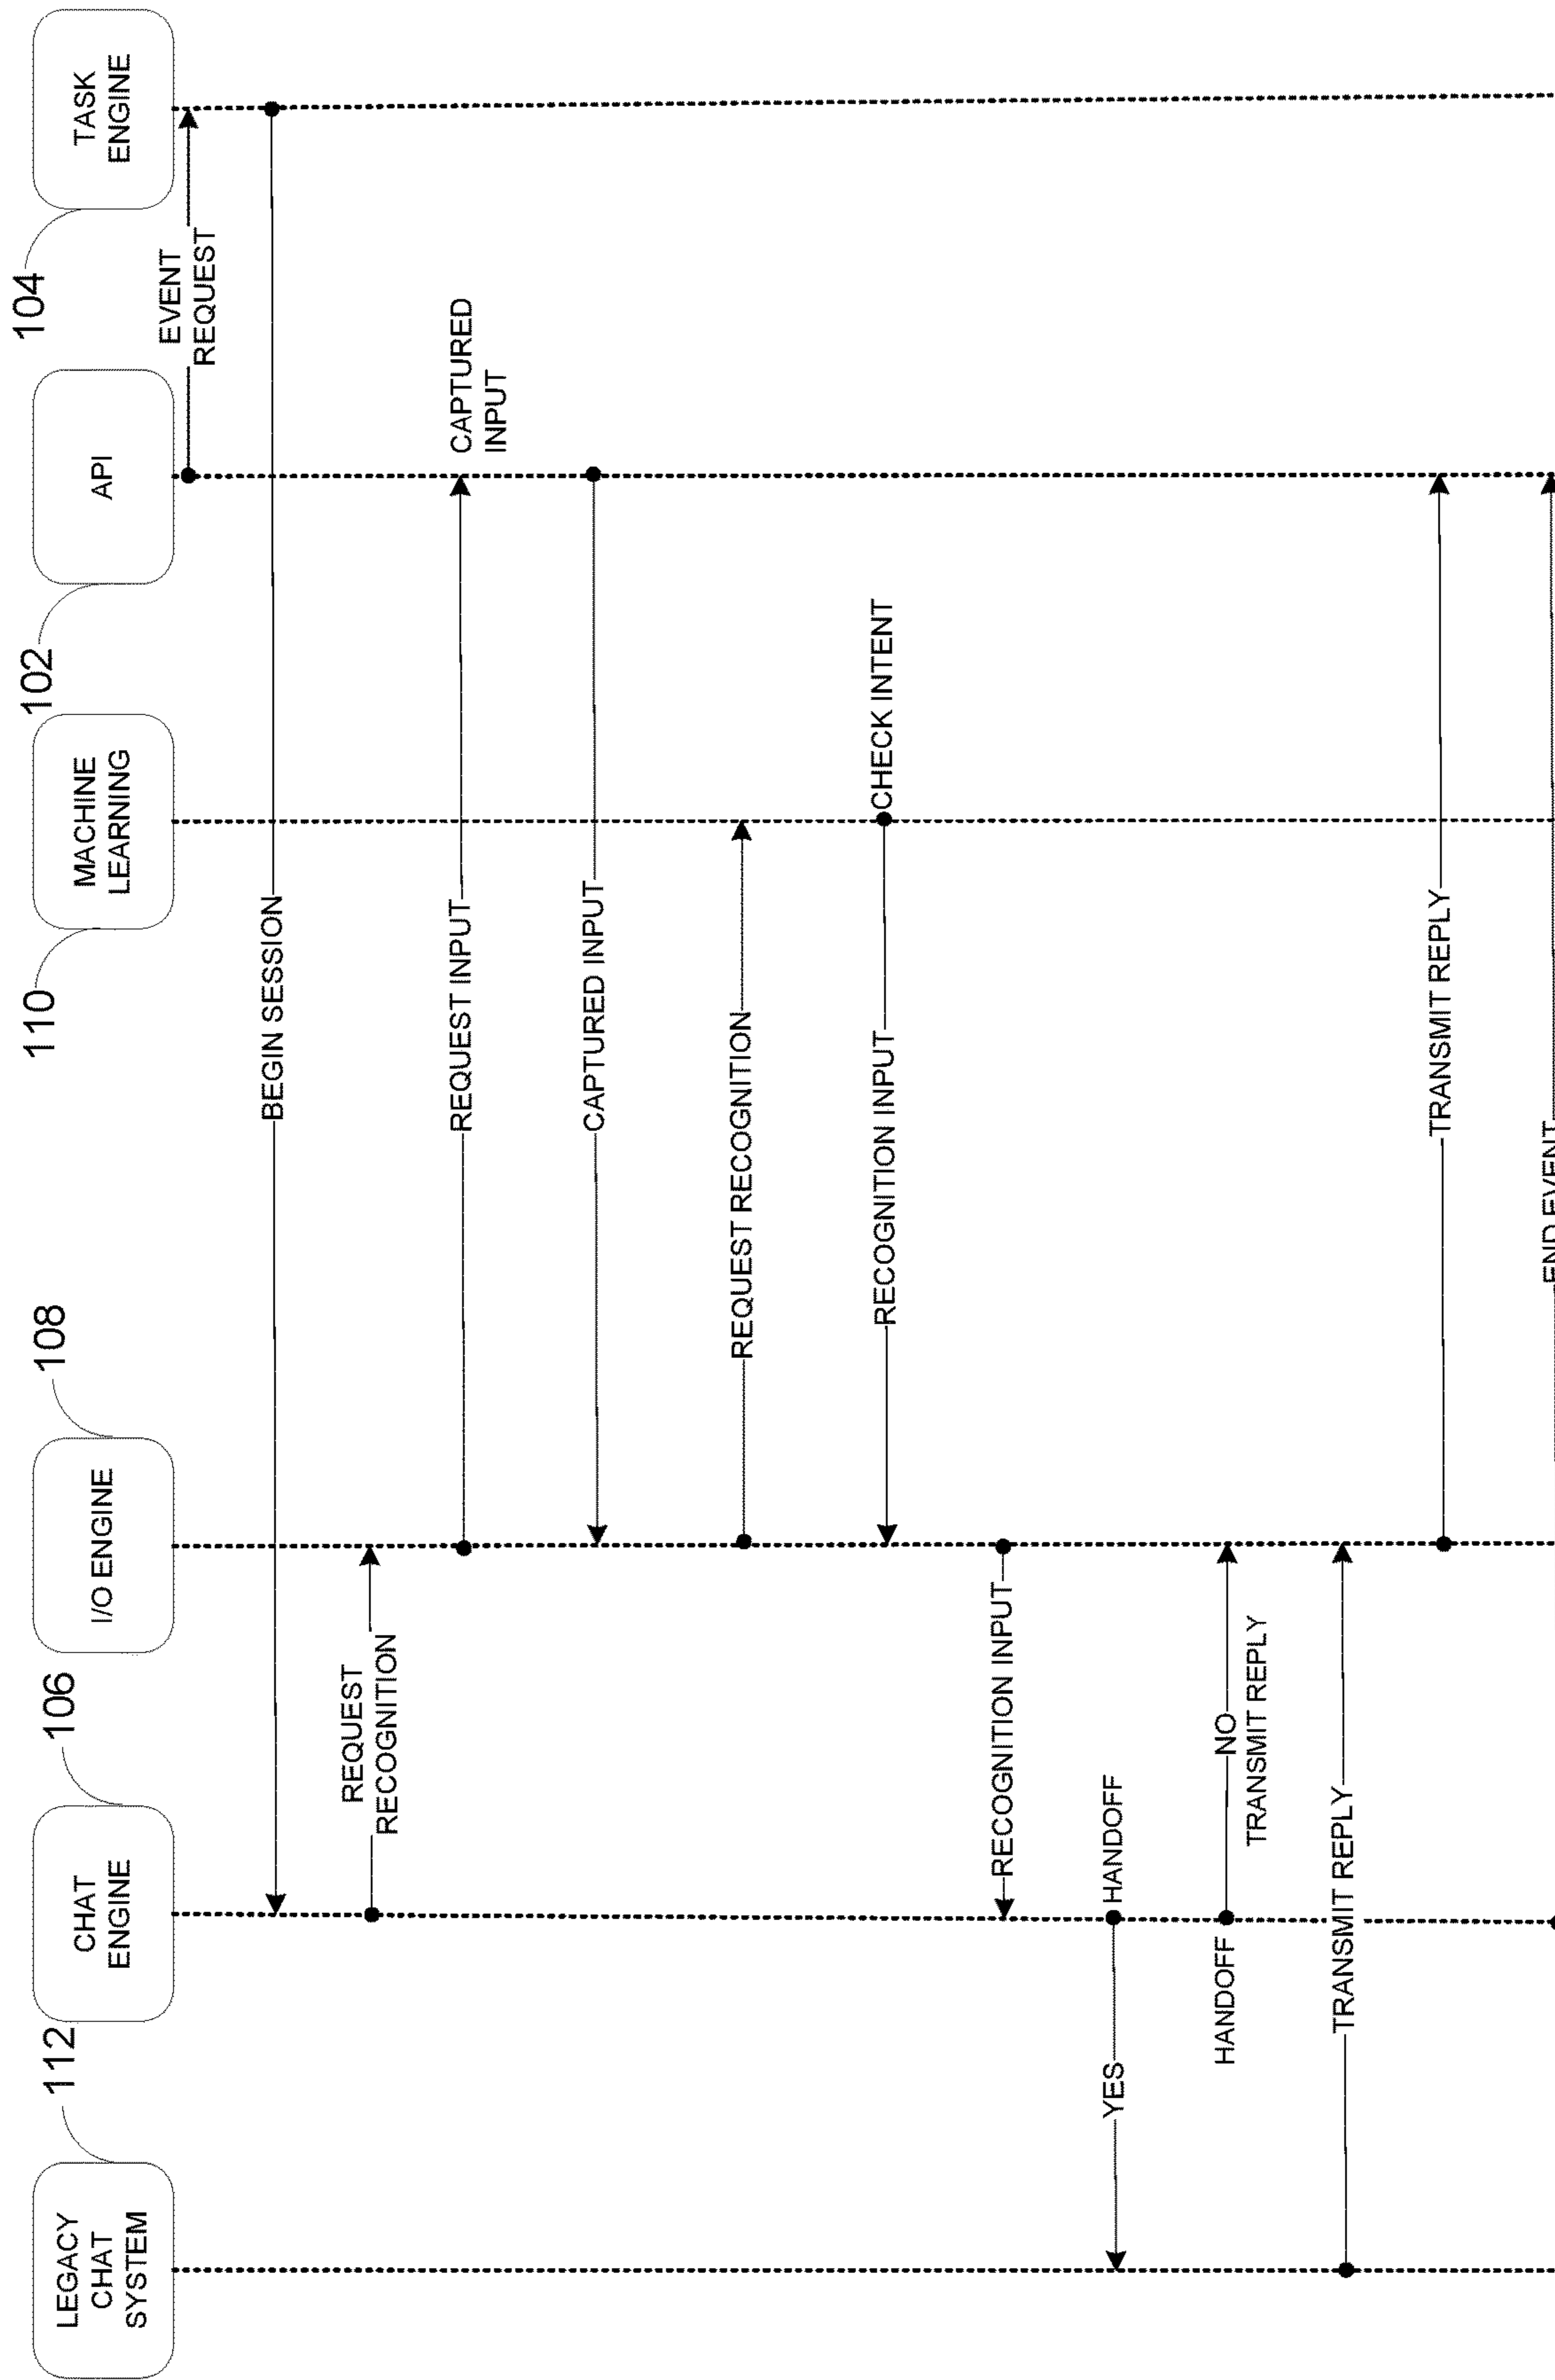 112
106
108
110
102
104
LEGACY
CHAT
SYSTEM
CHAT
ENGINE
I/O ENGINE
MACHINE
LEARNING
API
TASK
ENGINE
EVENT
REQUEST
BEGIN SESSION
REQUEST
RECOGNITION
REQUEST INPUT
CAPTURED
INPUT
CAPTURED INPUT
REQUEST RECOGNITION
RECOGNITION INPUT
CHECK INTENT
RECOGNITION INPUT
YES
HANDOFF
HANDOFF
NO
TRANSMIT REPLY
TRANSMIT REPLY
TRANSMIT REPLY
END EVENT